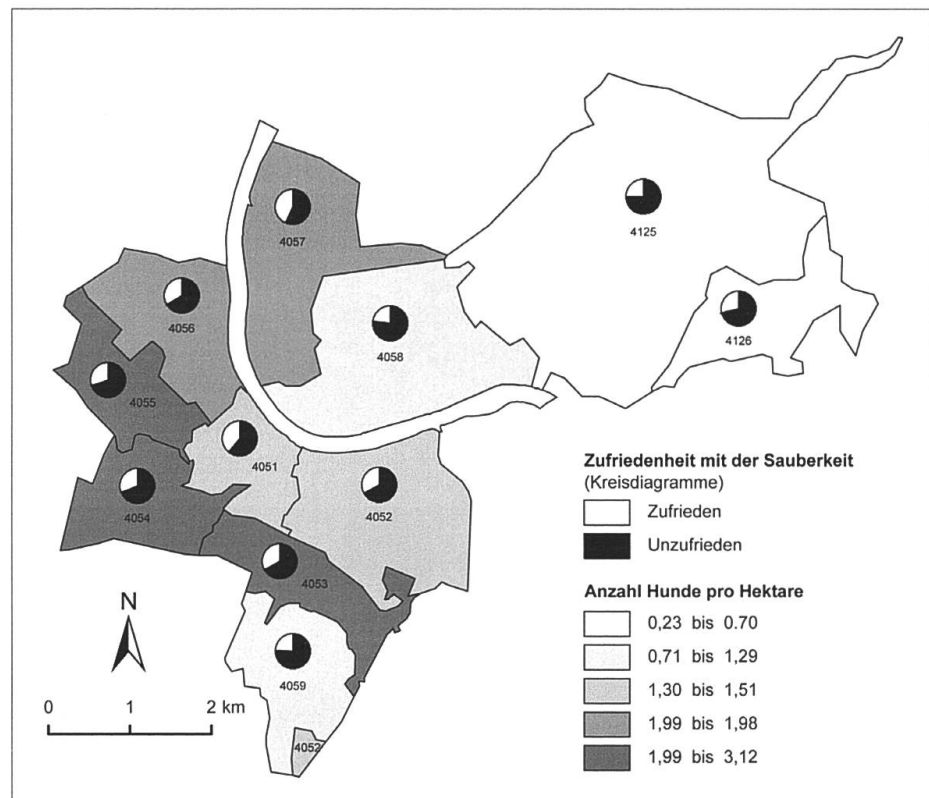 4057
4125
4056
4058
4126
4055
4051
4054
4052
4053
4059
4052
N
0 1 2 km
Zufriedenheit mit der Sauberkeit
(Kreisdiagramme)
Zufrieden
Unzufrieden
Anzahl Hunde pro Hektare
0,23 bis 0.70
0,71 bis 1,29
1,30 bis 1,51
1,99 bis 1,98
1,99 bis 3,12